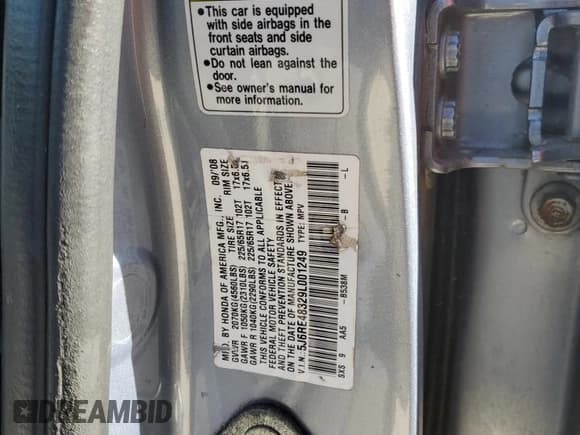 •This car is equipped
with side airbags in the
front seats and side
curtain airbags.
•Do not lean against the
door.
•See owner's manual for
more information.
MFD. BY HONDA OF AMERICA MFG., INC. 09/'08
GVWR 2070KG(4560LBS) TIRE SIZE RIM SIZE
GAWR F 1050KG(2310LBS) 225/65R17 102T 17x6.5J
GAWR R 1040KG(2290LBS) 225/65R17 102T 17x6.5J
THIS VEHICLE CONFORMS TO ALL APPLICABLE
FEDERAL MOTOR VEHICLE SAFETY
AND THEFT PREVENTION STANDARDS IN EFFECT
ON THE DATE OF MANUFACTURE SHOWN ABOVE.
V.I.N.: 5J6RE48329L001249 TYPE: MPV
SXS 9 AA5 -B538M -B -L
DREAMBID